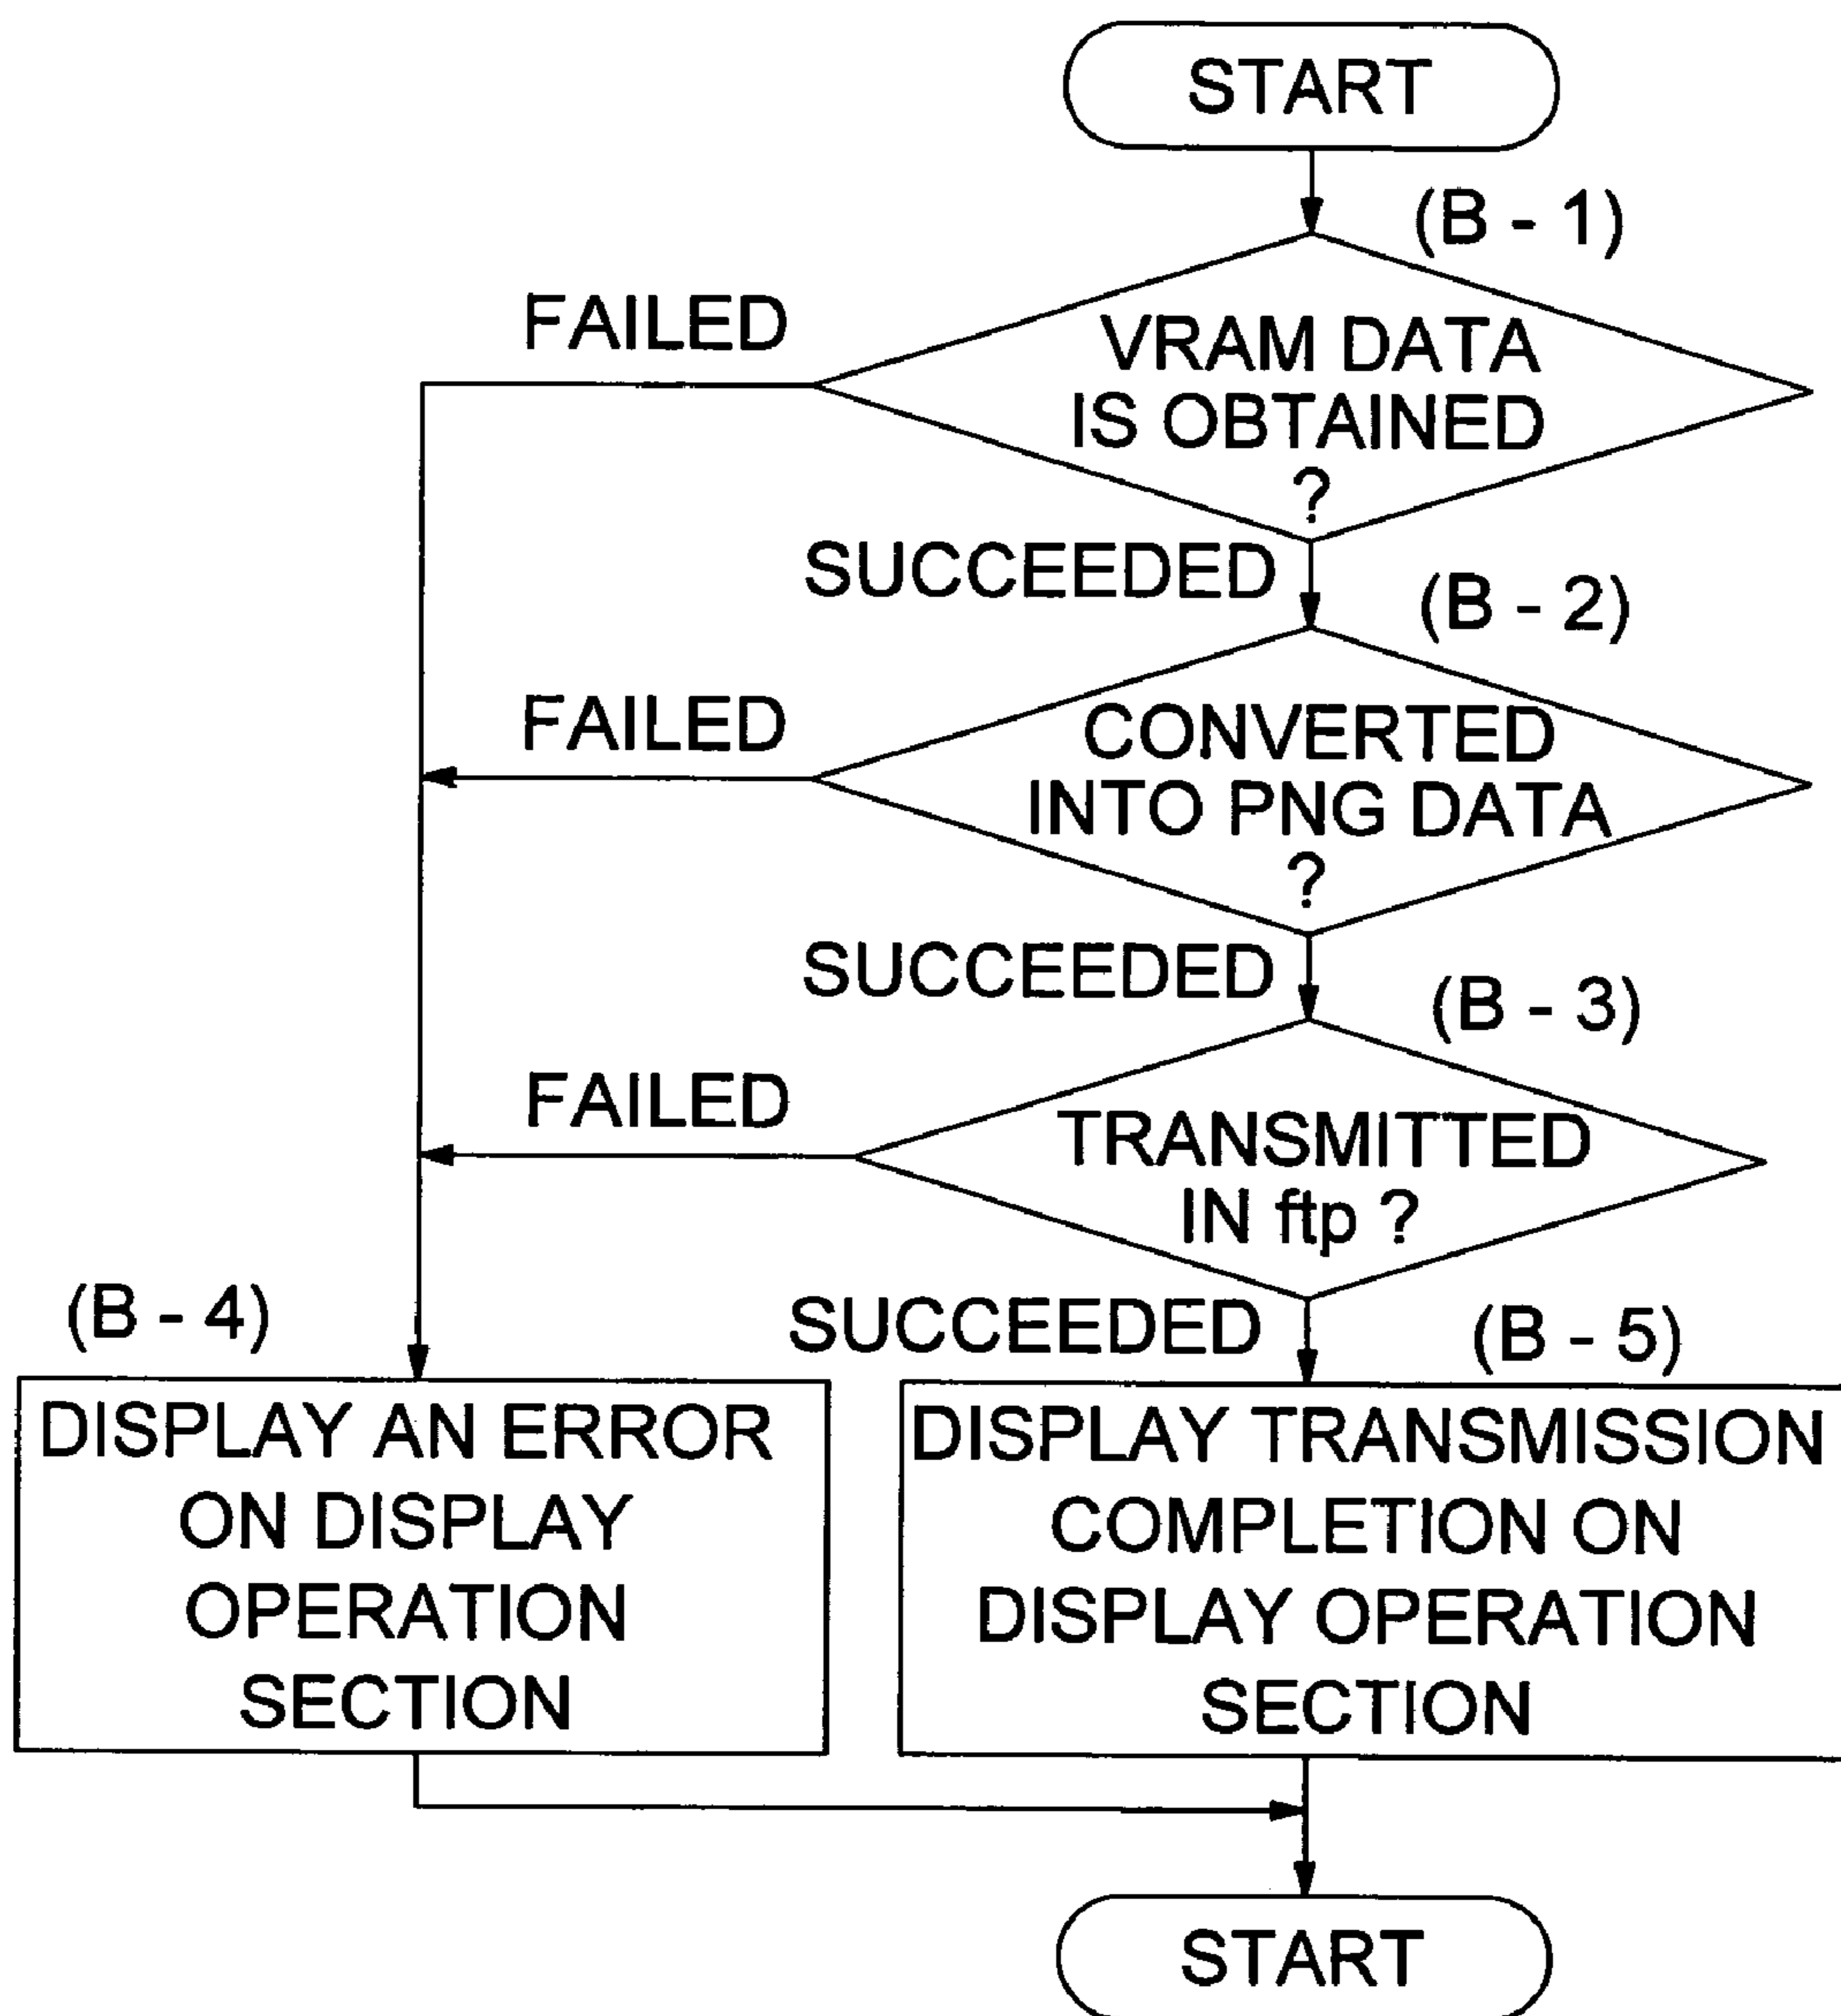 START
(B - 1)
FAILED
VRAM DATA
IS OBTAINED
?
SUCCEEDED
(B - 2)
FAILED
CONVERTED
INTO PNG DATA
?
SUCCEEDED
(B - 3)
FAILED
TRANSMITTED
IN ftp ?
SUCCEEDED
(B - 4)
DISPLAY AN ERROR
ON DISPLAY
OPERATION
SECTION
(B - 5)
DISPLAY TRANSMISSION
COMPLETION ON
DISPLAY OPERATION
SECTION
START